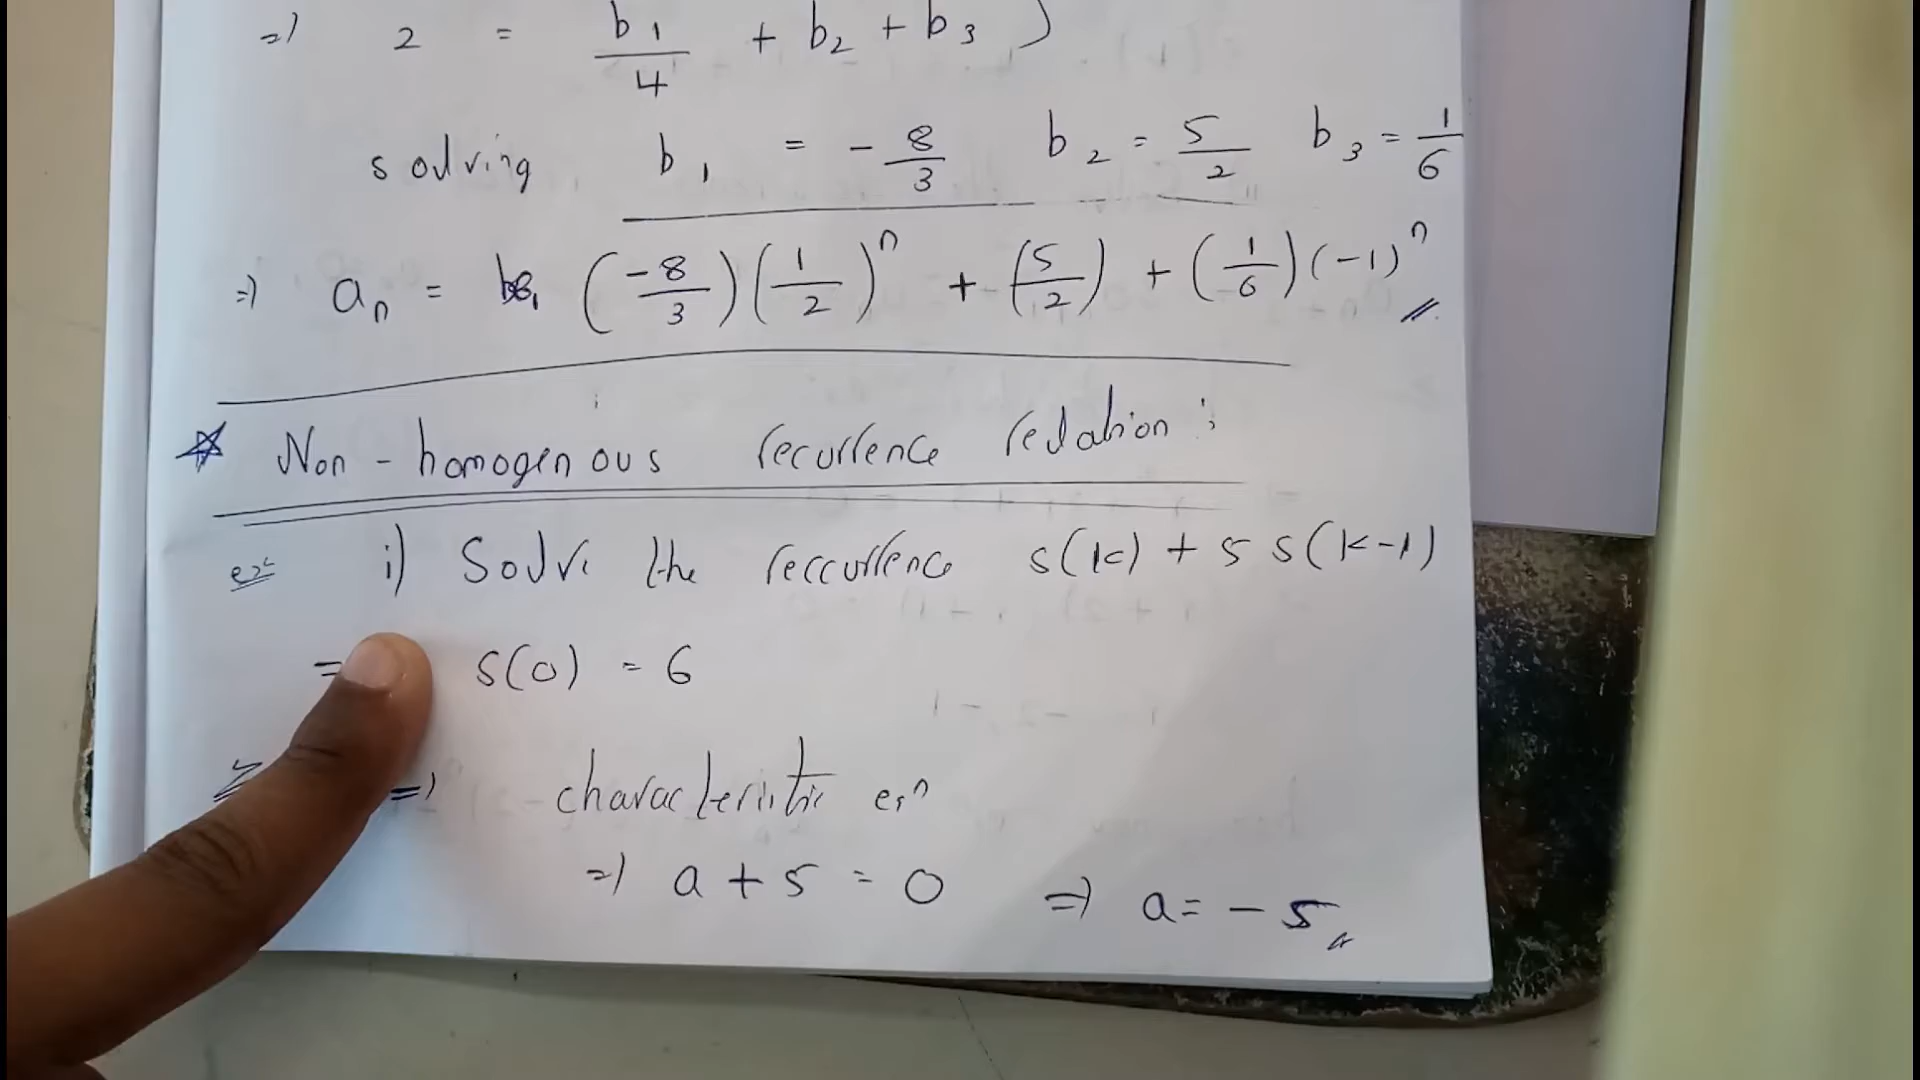 =) 2 = b1/4 + b2 + b3 )
solving b1 = -8/3 b2 = 5/2 b3 = 1/6
=) an = (-8/3)(1/2)^n + (5/2) + (1/6)(-1)^n //
☆ Non-homogenous recurrence relation :
ex i) Solve the reccurrence s(k) + 5 s(k-1)
= s(0) = 6
=) characteristic eqn
=) a + 5 = 0 =) a = -5 //